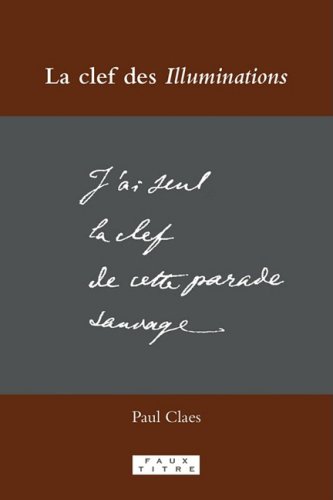 La clef des Illuminations
J'ai seul
la clef
de cette parade
sauvage.
Paul Claes
FAUX
TITRE